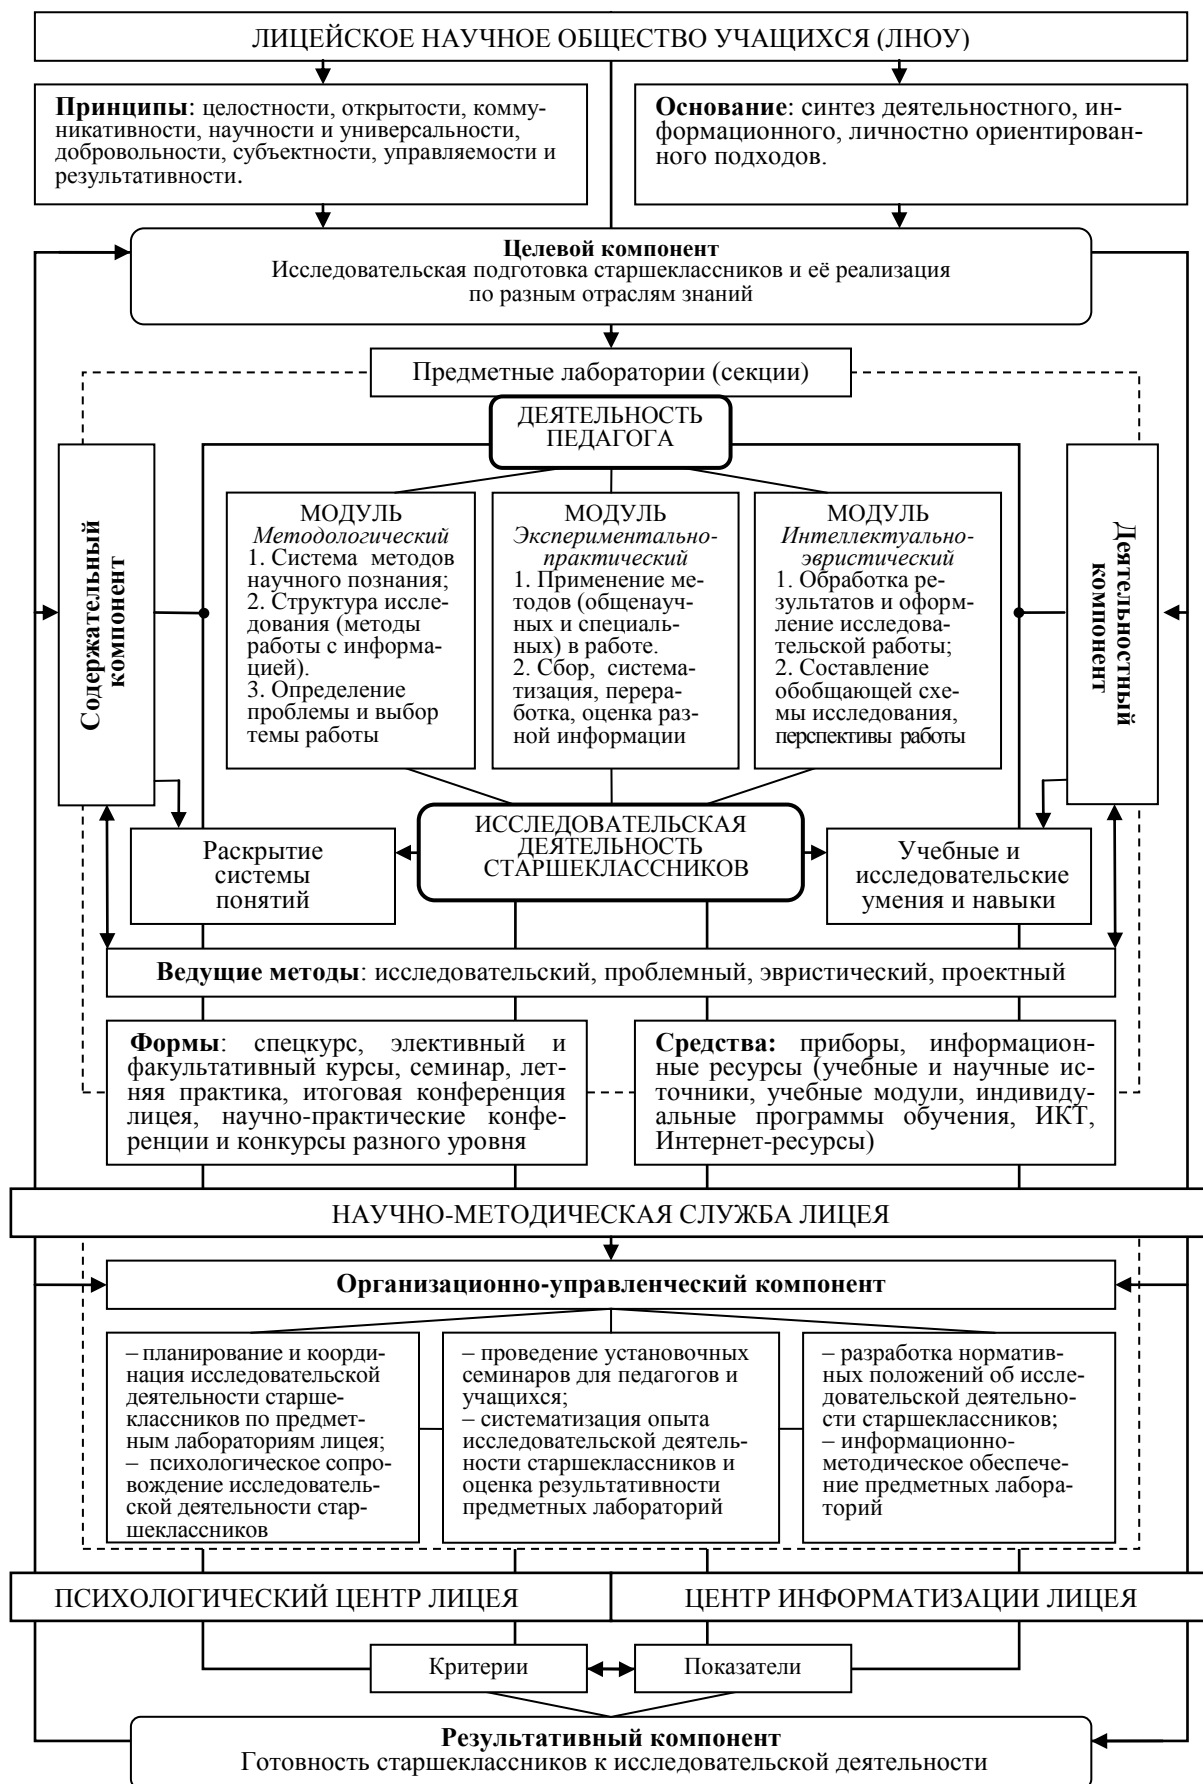 ЛИЦЕЙСКОЕ НАУЧНОЕ ОБЩЕСТВО УЧАЩИХСЯ (ЛНОУ)
Принципы: целостности, открытости, комму-
никативности, научности и универсальности,
добровольности, субъектности, управляемости и
результативности.
Основание: синтез деятельностного, ин-
формационного, личностно ориентирован-
ного подходов.
Целевой компонент
Исследовательская подготовка старшеклассников и её реализация
по разным отраслям знаний
Предметные лаборатории (секции)
ДЕЯТЕЛЬНОСТЬ
ПЕДАГОГА
Содержательный
компонент
МОДУЛЬ
Методологический
1. Система методов
научного познания;
2. Структура иссле-
дования (методы
работы с информа-
цией).
3. Определение
проблемы и выбор
темы работы
МОДУЛЬ
Экспериментально-
практический
1. Применение ме-
тодов (общенауч-
ных и специаль-
ных) в работе.
2. Сбор, система-
тизация, перера-
ботка, оценка раз-
ной информации
МОДУЛЬ
Интеллектуально-
эвристический
1. Обработка ре-
зультатов и оформ-
ление исследова-
тельской работы;
2. Составление
обобщающей схе-
мы исследования,
перспективы работы
Деятельностный
компонент
Раскрытие
системы
понятий
ИССЛЕДОВАТЕЛЬСКАЯ
ДЕЯТЕЛЬНОСТЬ
СТАРШЕКЛАССНИКОВ
Учебные и
исследовательские
умения и навыки
Ведущие методы: исследовательский, проблемный, эвристический, проектный
Формы: спецкурс, элективный и
факультативный курсы, семинар, лет-
няя практика, итоговая конференция
лицея, научно-практические конфе-
ренции и конкурсы разного уровня
Средства: приборы, информацион-
ные ресурсы (учебные и научные ис-
точники, учебные модули, индивиду-
альные программы обучения, ИКТ,
Интернет-ресурсы)
НАУЧНО-МЕТОДИЧЕСКАЯ СЛУЖБА ЛИЦЕЯ
Организационно-управленческий компонент
– планирование и коорди-
нация исследовательской
деятельности старше-
классников по предмет-
ным лабораториям лицея;
– психологическое сопро-
вождение исследователь-
ской деятельности стар-
шеклассников
– проведение установочных
семинаров для педагогов и
учащихся;
– систематизация опыта
исследовательской деятель-
ности старшеклассников и
оценка результативности
предметных лабораторий
– разработка норматив-
ных положений об иссле-
довательской деятельно-
сти старшеклассников;
– информационно-
методическое обеспече-
ние предметных лабора-
торий
ПСИХОЛОГИЧЕСКИЙ ЦЕНТР ЛИЦЕЯ
ЦЕНТР ИНФОРМАТИЗАЦИИ ЛИЦЕЯ
Критерии
Показатели
Результативный компонент
Готовность старшеклассников к исследовательской деятельности